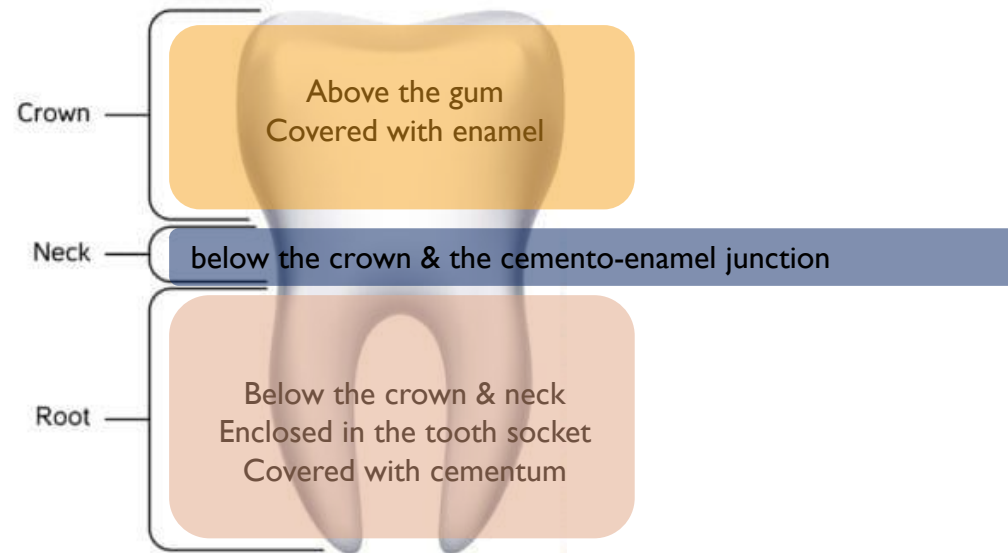 Crown
Above the gum
Covered with enamel
Neck
below the crown & the cemento-enamel junction
Root
Below the crown & neck
Enclosed in the tooth socket
Covered with cementum